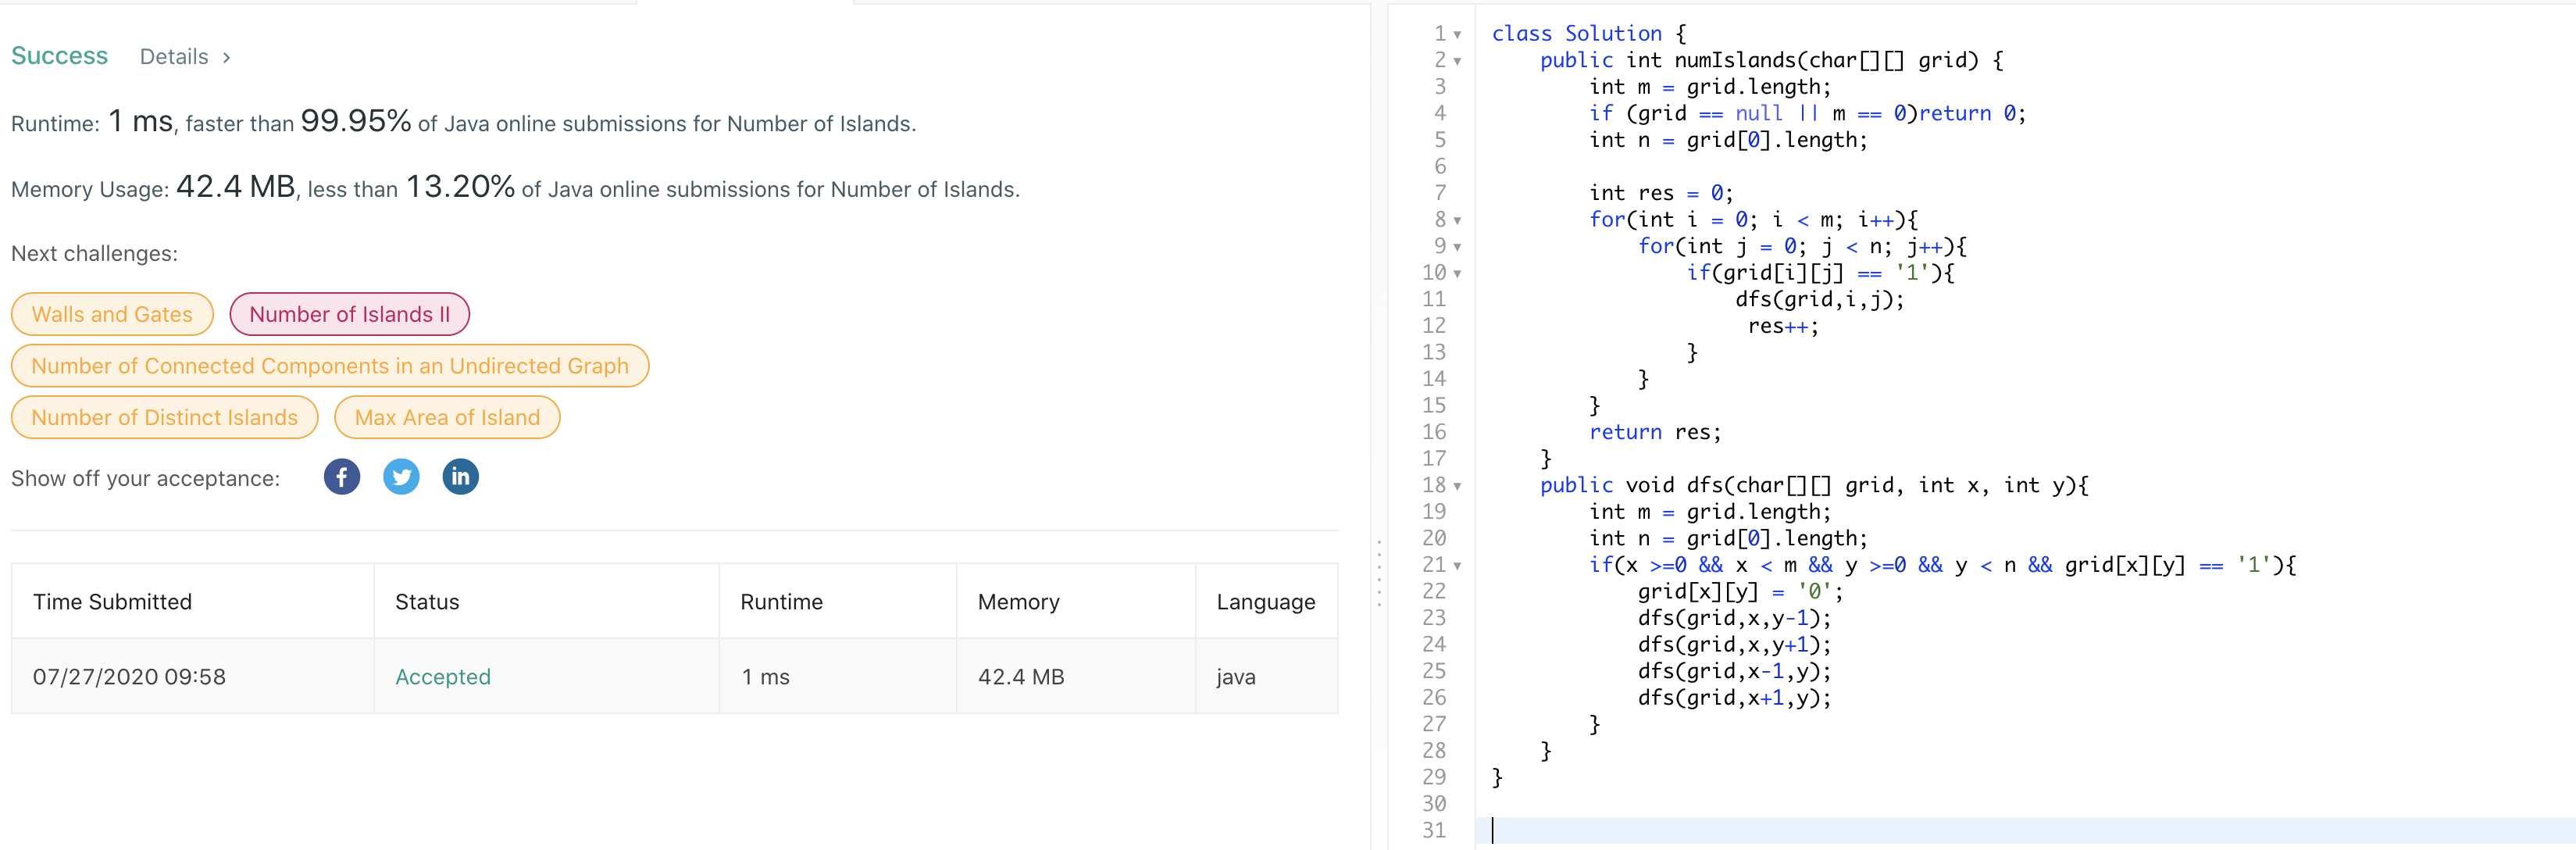 Success Details >
Runtime: 1 ms, faster than 99.95% of Java online submissions for Number of Islands.
Memory Usage: 42.4 MB, less than 13.20% of Java online submissions for Number of Islands.
Next challenges:
Walls and Gates Number of Islands II
Number of Connected Components in an Undirected Graph
Number of Distinct Islands Max Area of Island
Show off your acceptance:
Time Submitted Status Runtime Memory Language
07/27/2020 09:58 Accepted 1 ms 42.4 MB java
1 class Solution {
2     public int numIslands(char[][] grid) {
3         int m = grid.length;
4         if (grid == null || m == 0)return 0;
5         int n = grid[0].length;
6
7         int res = 0;
8         for(int i = 0; i < m; i++){
9             for(int j = 0; j < n; j++){
10                 if(grid[i][j] == '1'){
11                     dfs(grid,i,j);
12                      res++;
13                 }
14             }
15         }
16         return res;
17     }
18     public void dfs(char[][] grid, int x, int y){
19         int m = grid.length;
20         int n = grid[0].length;
21         if(x >=0 && x < m && y >=0 && y < n && grid[x][y] == '1'){
22             grid[x][y] = '0';
23             dfs(grid,x,y-1);
24             dfs(grid,x,y+1);
25             dfs(grid,x-1,y);
26             dfs(grid,x+1,y);
27         }
28     }
29 }
30
31